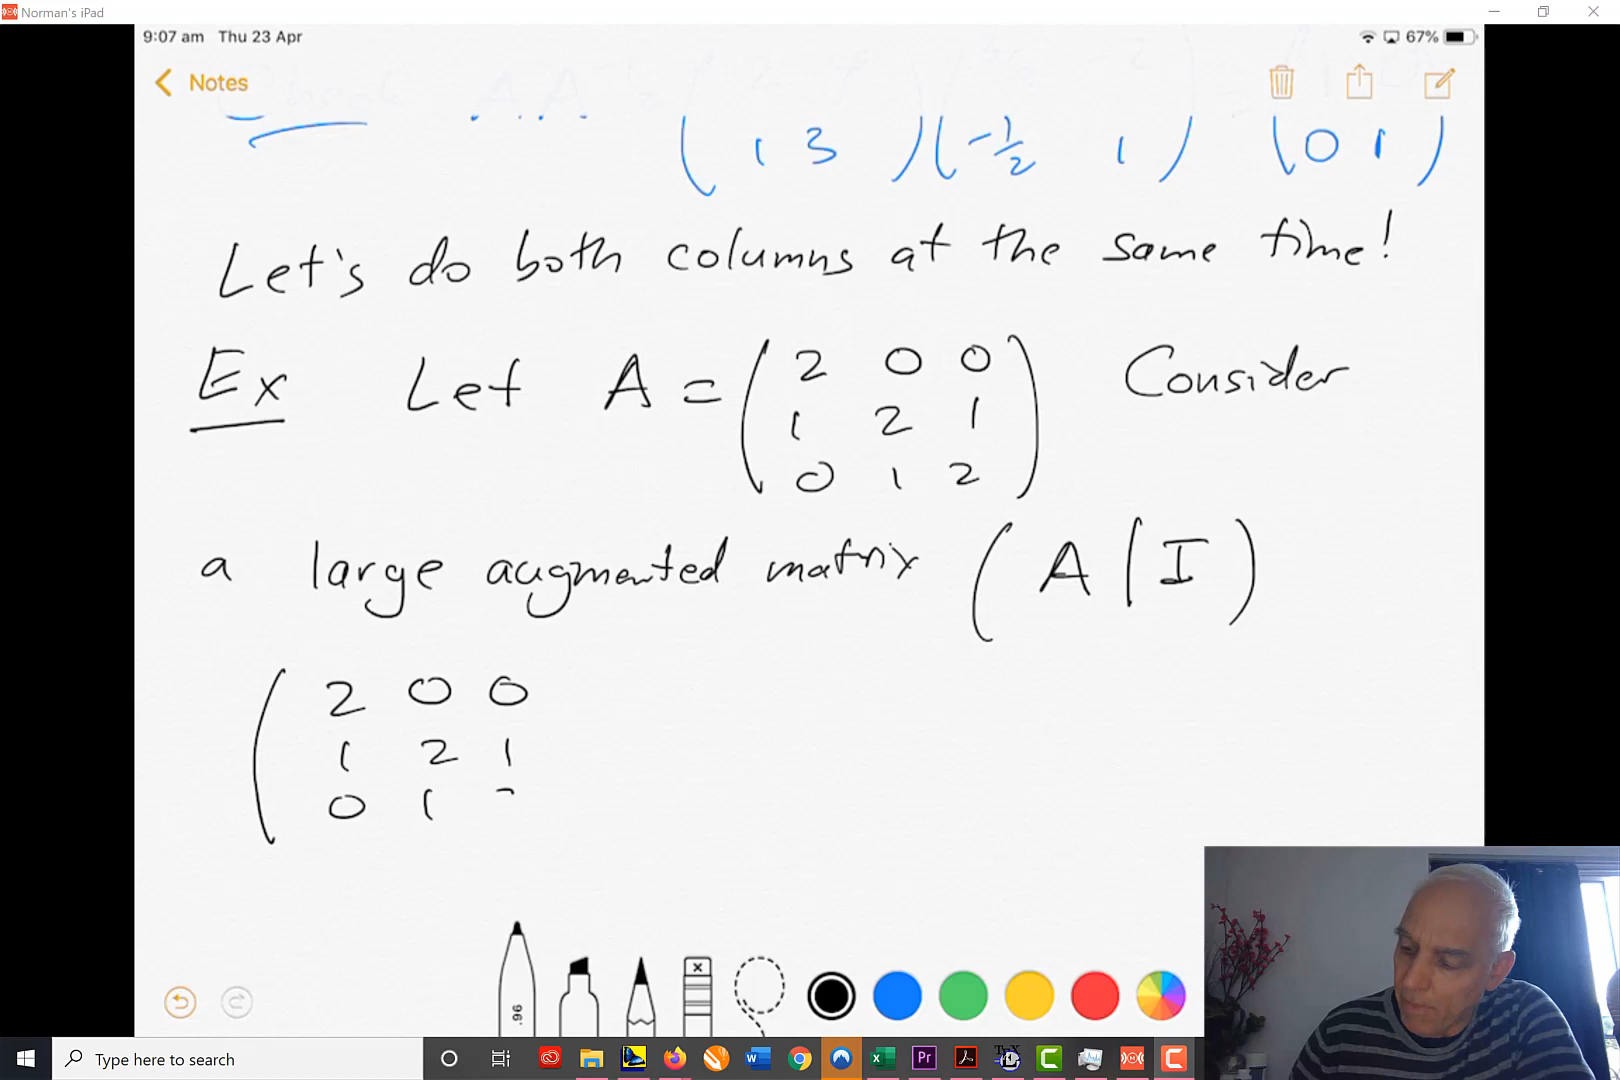 Norman's iPad
9:07 am Thu 23 Apr
67%
Notes
( 1 3 )( -1/2 1 ) ( 0 1 )
Let's do both columns at the same time!
Ex Let A = ( 2 0 0 Consider
1 2 1
0 1 2 )
a large augmented matrix ( A | I )
( 2 0 0
1 2 1
0 1
.96
Type here to search